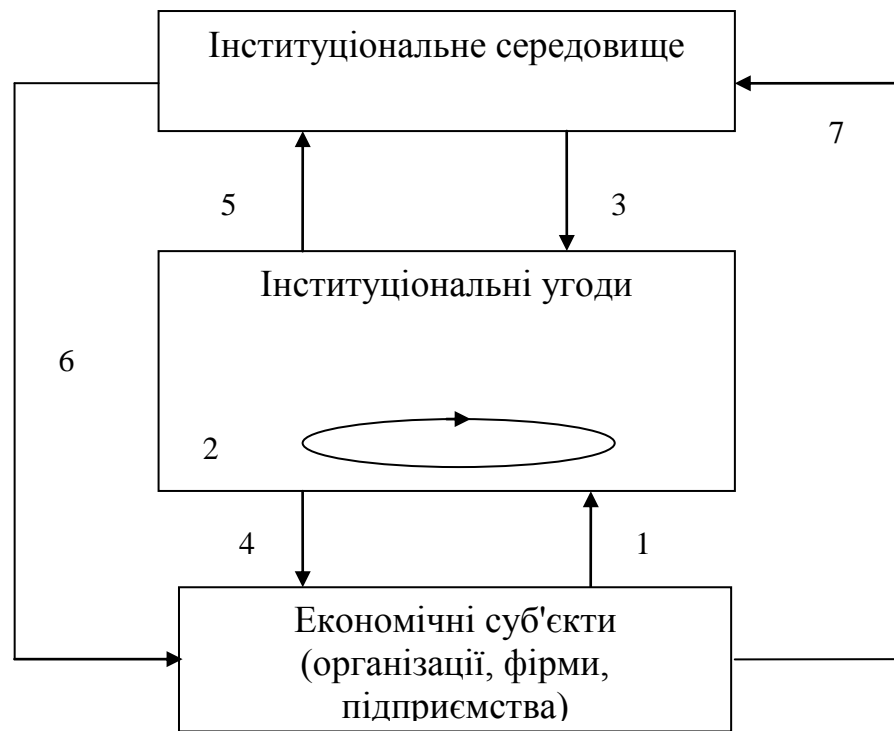 Інституціональне середовище
7
5
3
Інституціональні угоди
6
2
4
1
Економічні суб'єкти
(організації, фірми,
підприємства)